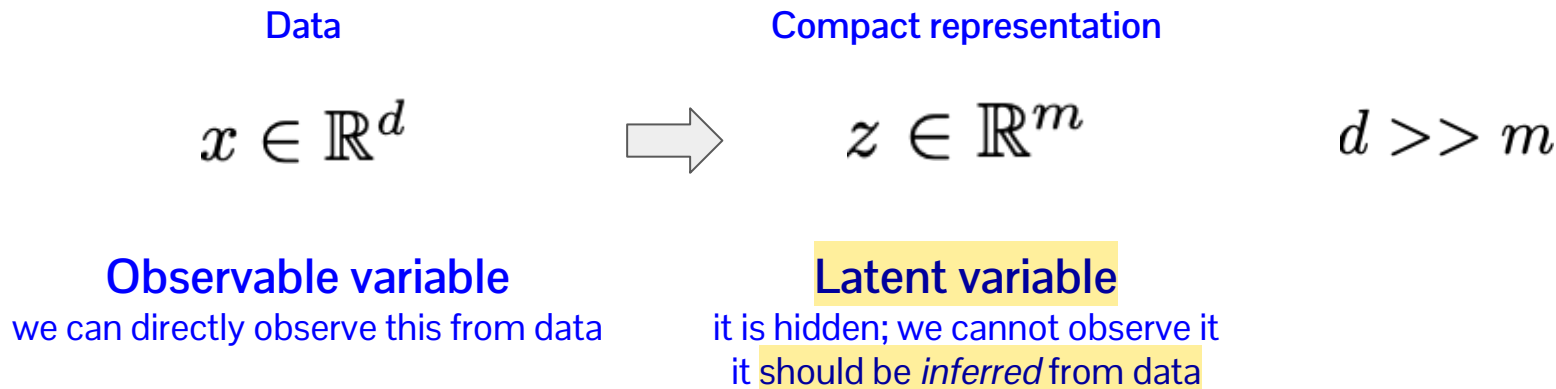 Data Compact representation
x ∈ ℝ^d z ∈ ℝ^m d >> m
Observable variable Latent variable
we can directly observe this from data it is hidden; we cannot observe it
it should be inferred from data